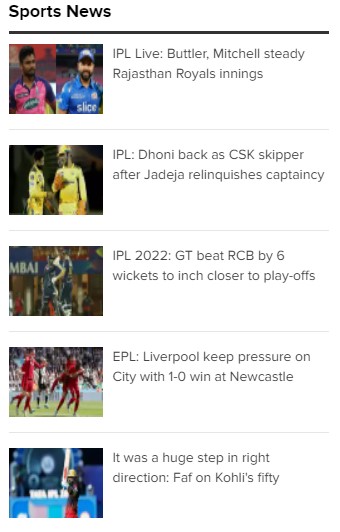 Sports News
IPL Live: Buttler, Mitchell steady
Rajasthan Royals innings
slice
IPL: Dhoni back as CSK skipper
after Jadeja relinquishes captaincy
MBAI
IPL 2022: GT beat RCB by 6
wickets to inch closer to play-offs
EPL: Liverpool keep pressure on
City with 1-0 win at Newcastle
It was a huge step in right
direction: Faf on Kohli's fifty